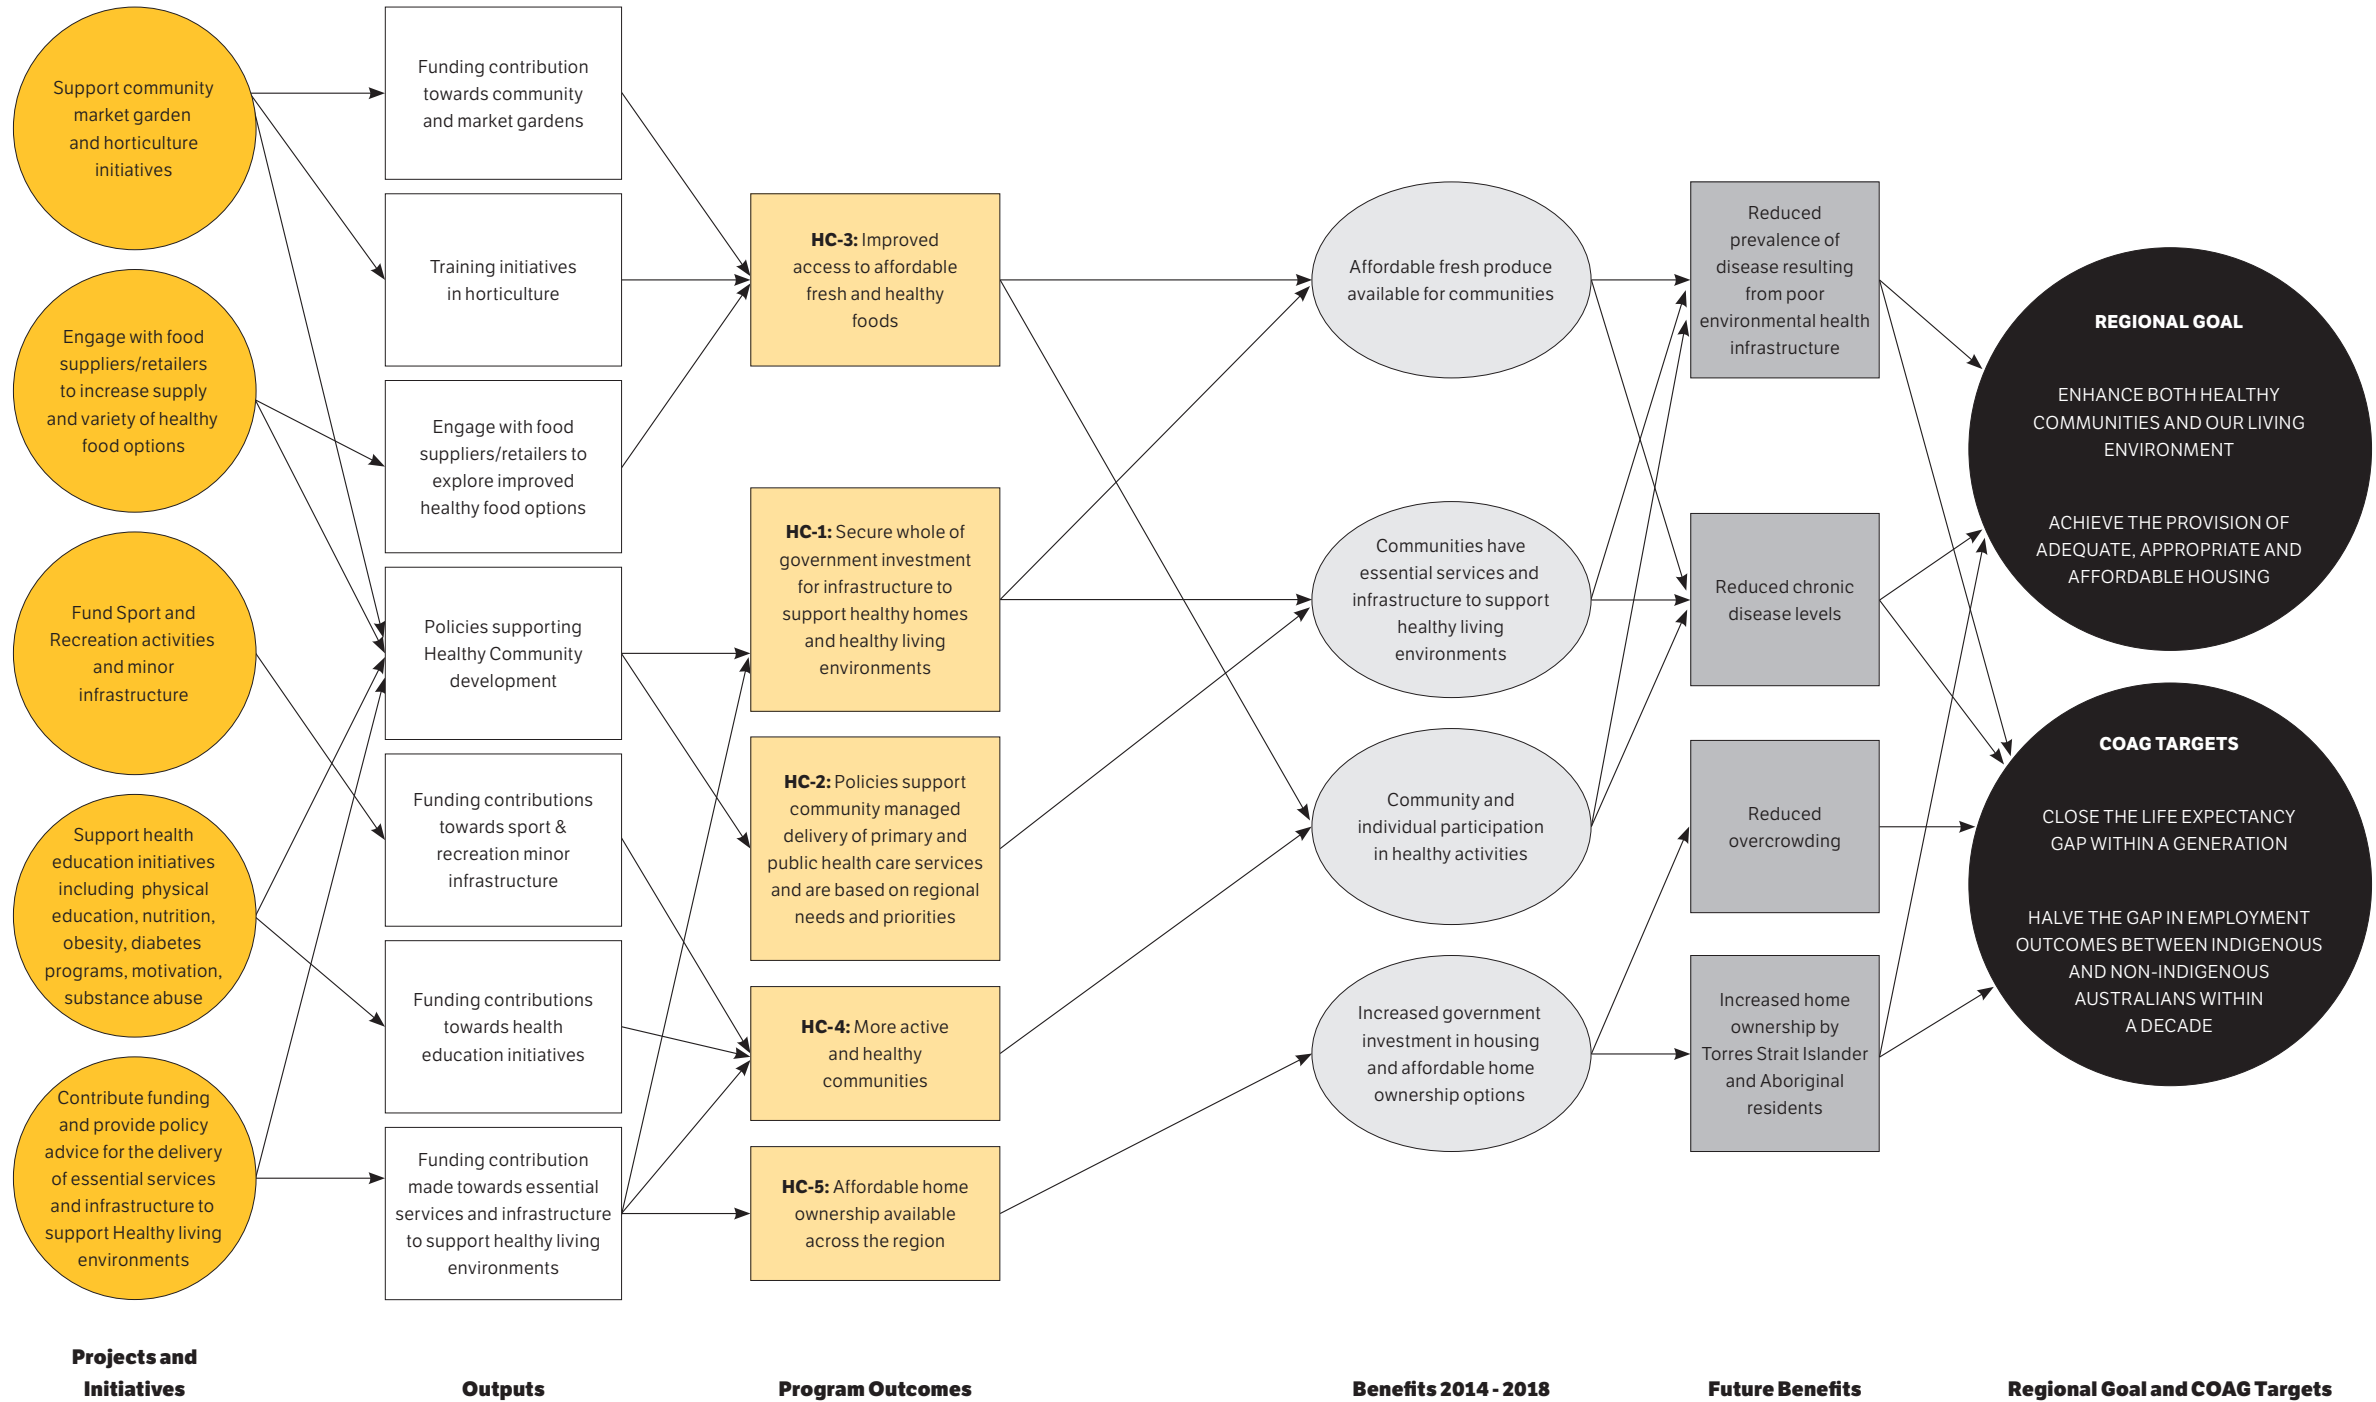 Support community
market garden
and horticulture
initiatives
Engage with food
suppliers/retailers
to increase supply
and variety of healthy
food options
Fund Sport and
Recreation activities
and minor
infrastructure
Support health
education initiatives
including physical
education, nutrition,
obesity, diabetes
programs, motivation,
substance abuse
Contribute funding
and provide policy
advice for the delivery
of essential services
and infrastructure to
support Healthy living
environments
Projects and
Initiatives
Funding contribution
towards community
and market gardens
Training initiatives
in horticulture
Engage with food
suppliers/retailers to
explore improved
healthy food options
Policies supporting
Healthy Community
development
Funding contributions
towards sport &
recreation minor
infrastructure
Funding contributions
towards health
education initiatives
Funding contribution
made towards essential
services and infrastructure
to support healthy living
environments
Outputs
HC-3: Improved
access to affordable
fresh and healthy
foods
HC-1: Secure whole of
government investment
for infrastructure to
support healthy homes
and healthy living
environments
HC-2: Policies support
community managed
delivery of primary and
public health care services
and are based on regional
needs and priorities
HC-4: More active
and healthy
communities
HC-5: Affordable home
ownership available
across the region
Program Outcomes
Affordable fresh produce
available for communities
Communities have
essential services and
infrastructure to support
healthy living
environments
Community and
individual participation
in healthy activities
Increased government
investment in housing
and affordable home
ownership options
Benefits 2014 - 2018
Reduced
prevalence of
disease resulting
from poor
environmental health
infrastructure
Reduced chronic
disease levels
Reduced
overcrowding
Increased home
ownership by
Torres Strait Islander
and Aboriginal
residents
Future Benefits
REGIONAL GOAL
ENHANCE BOTH HEALTHY
COMMUNITIES AND OUR LIVING
ENVIRONMENT
ACHIEVE THE PROVISION OF
ADEQUATE, APPROPRIATE AND
AFFORDABLE HOUSING
COAG TARGETS
CLOSE THE LIFE EXPECTANCY
GAP WITHIN A GENERATION
HALVE THE GAP IN EMPLOYMENT
OUTCOMES BETWEEN INDIGENOUS
AND NON-INDIGENOUS
AUSTRALIANS WITHIN
A DECADE
Regional Goal and COAG Targets